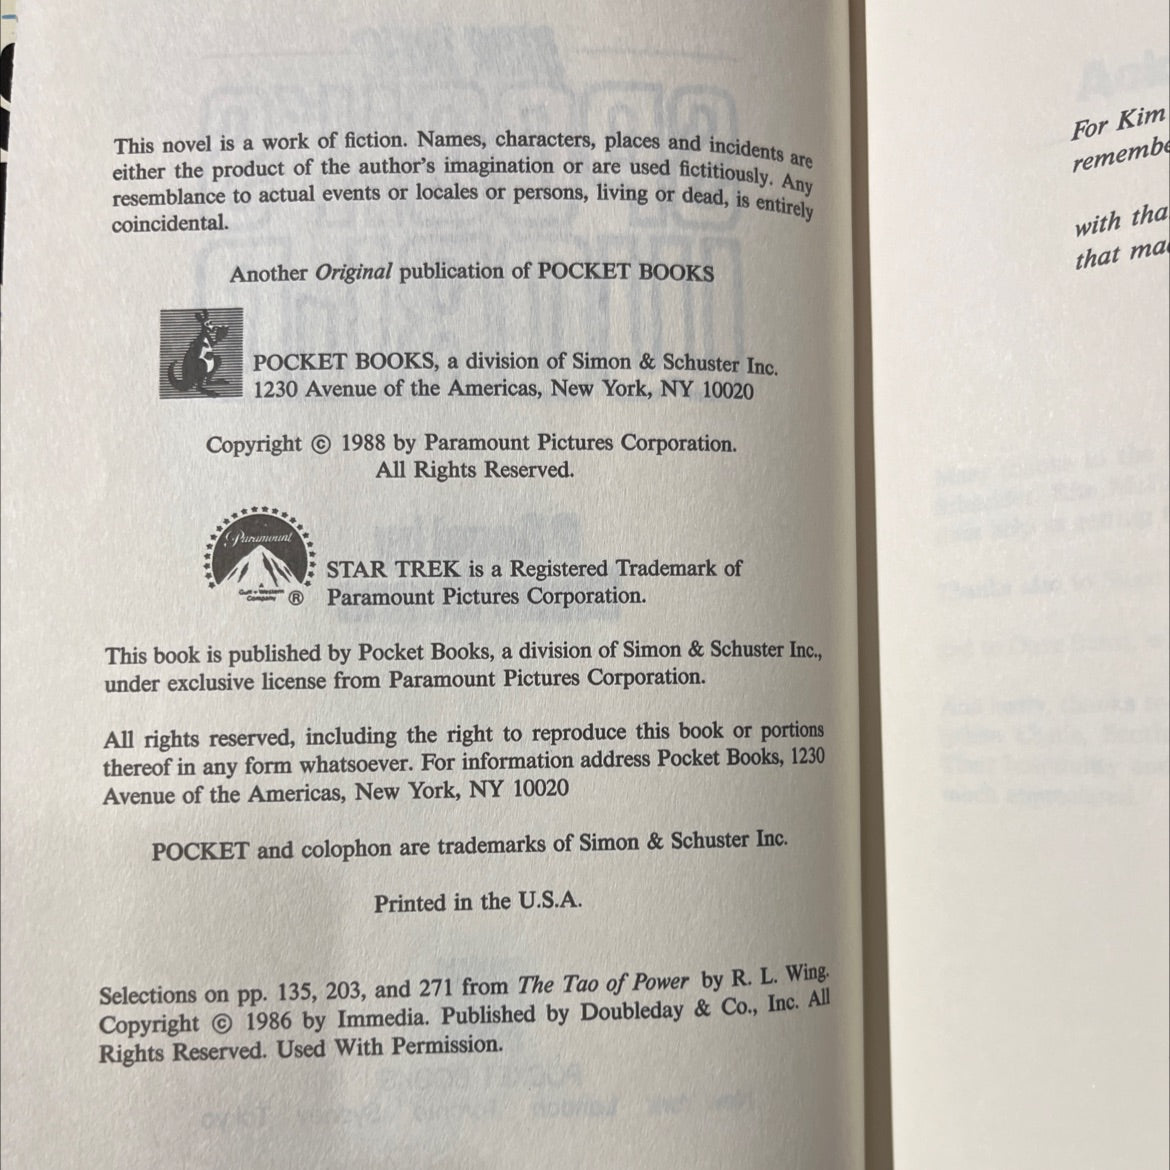 This novel is a work of fiction. Names, characters, places and incidents are
either the product of the author's imagination or are used fictitiously. Any
resemblance to actual events or locales or persons, living or dead, is entirely
coincidental.
Another Original publication of POCKET BOOKS
POCKET BOOKS, a division of Simon & Schuster Inc.
1230 Avenue of the Americas, New York, NY 10020
Copyright © 1988 by Paramount Pictures Corporation.
All Rights Reserved.
Paramount
A
Gulf + Western
Company ®
STAR TREK is a Registered Trademark of
Paramount Pictures Corporation.
This book is published by Pocket Books, a division of Simon & Schuster Inc.,
under exclusive license from Paramount Pictures Corporation.
All rights reserved, including the right to reproduce this book or portions
thereof in any form whatsoever. For information address Pocket Books, 1230
Avenue of the Americas, New York, NY 10020
POCKET and colophon are trademarks of Simon & Schuster Inc.
Printed in the U.S.A.
Selections on pp. 135, 203, and 271 from The Tao of Power by R. L. Wing.
Copyright © 1986 by Immedia. Published by Doubleday & Co., Inc. All
Rights Reserved. Used With Permission.
For Kim
remembe
with tha
that mad